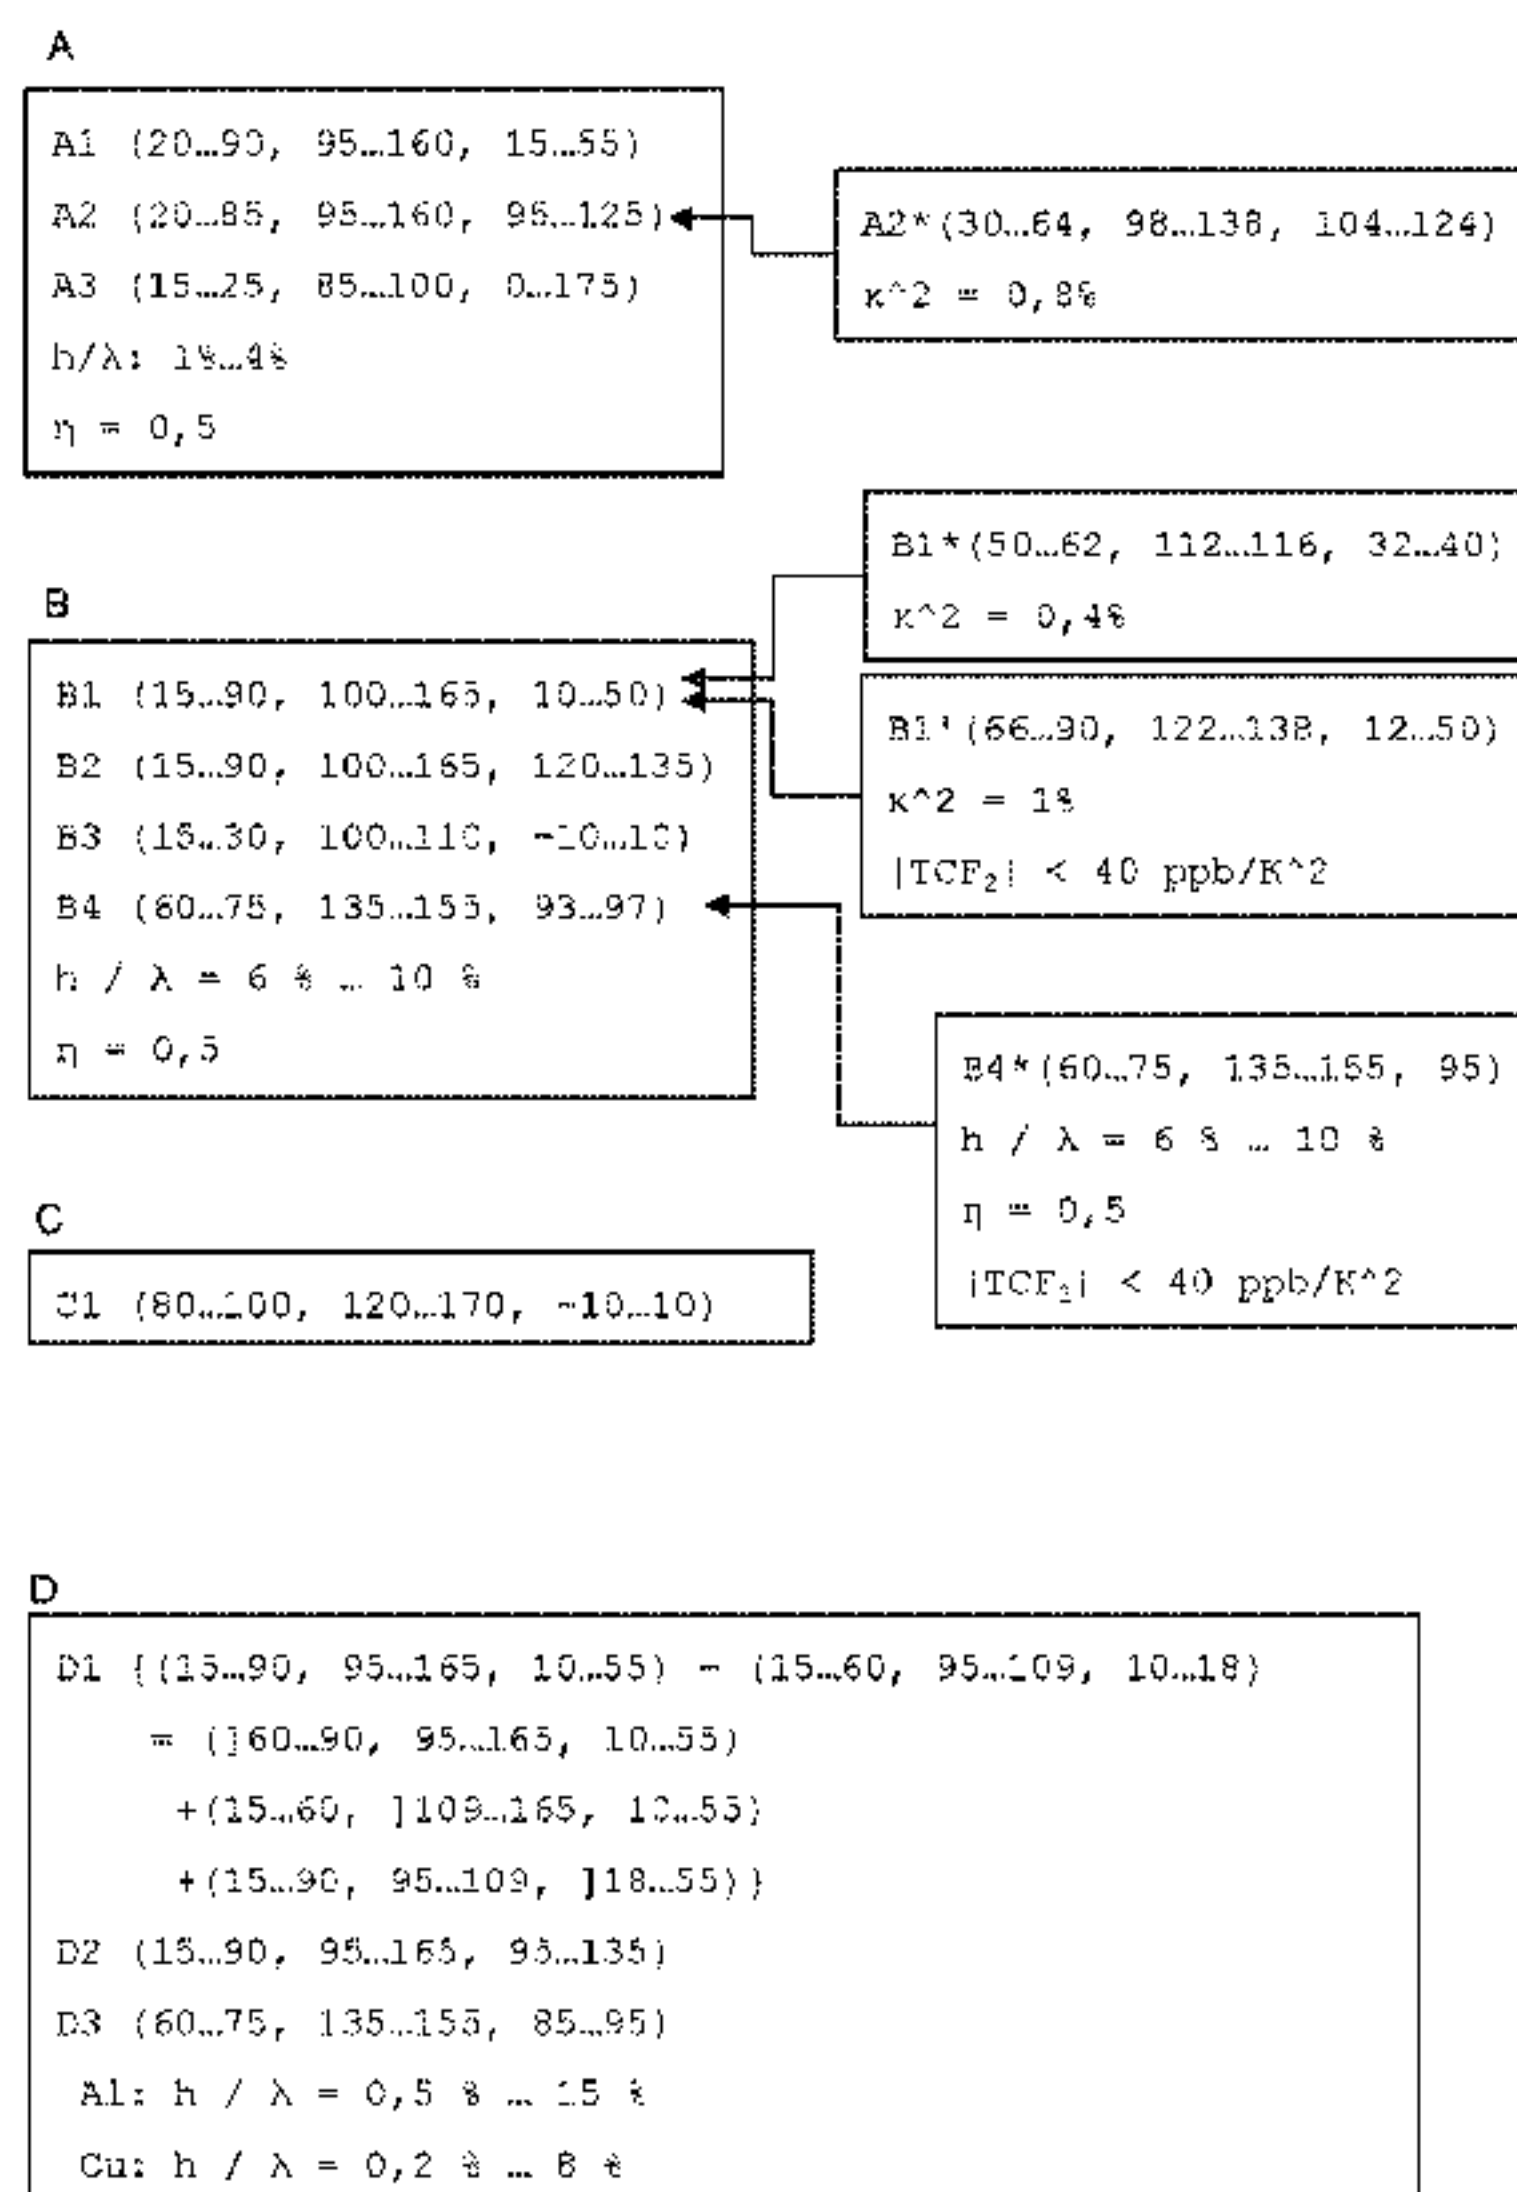 A
A1 (20…90, 95…160, 15…55)
A2 (20…85, 95…160, 95…125)
A3 (15…25, 85…100, 0…175)
h/λ: 1%…4%
η = 0,5
A2*(30…64, 98…138, 104…124)
κ^2 = 0,8%
B1*(50…62, 112…116, 32…40)
κ^2 = 0,4%
B
B1 (15…90, 100…165, 10…50)
B2 (15…90, 100…165, 120…135)
B3 (15…30, 100…110, -10…10)
B4 (60…75, 135…155, 93…97)
h / λ = 6 % … 10 %
η = 0,5
B1'(66…90, 122…138, 12…50)
κ^2 = 1%
|TCF₂| < 40 ppb/K^2
B4*(60…75, 135…155, 95)
h / λ = 6 % … 10 %
η = 0,5
|TCF₂| < 40 ppb/K^2
C
C1 (80…100, 120…170, -10…10)
D
D1 {(15…90, 95…165, 10…55) - (15…60, 95…109, 10…18)
= (]60…90, 95…165, 10…55)
+(15…60, ]109…165, 10…55)
+(15…90, 95…109, ]18…55)}
D2 (15…90, 95…165, 95…135)
D3 (60…75, 135…155, 85…95)
Al: h / λ = 0,5 % … 15 %
Cu: h / λ = 0,2 % … 8 %